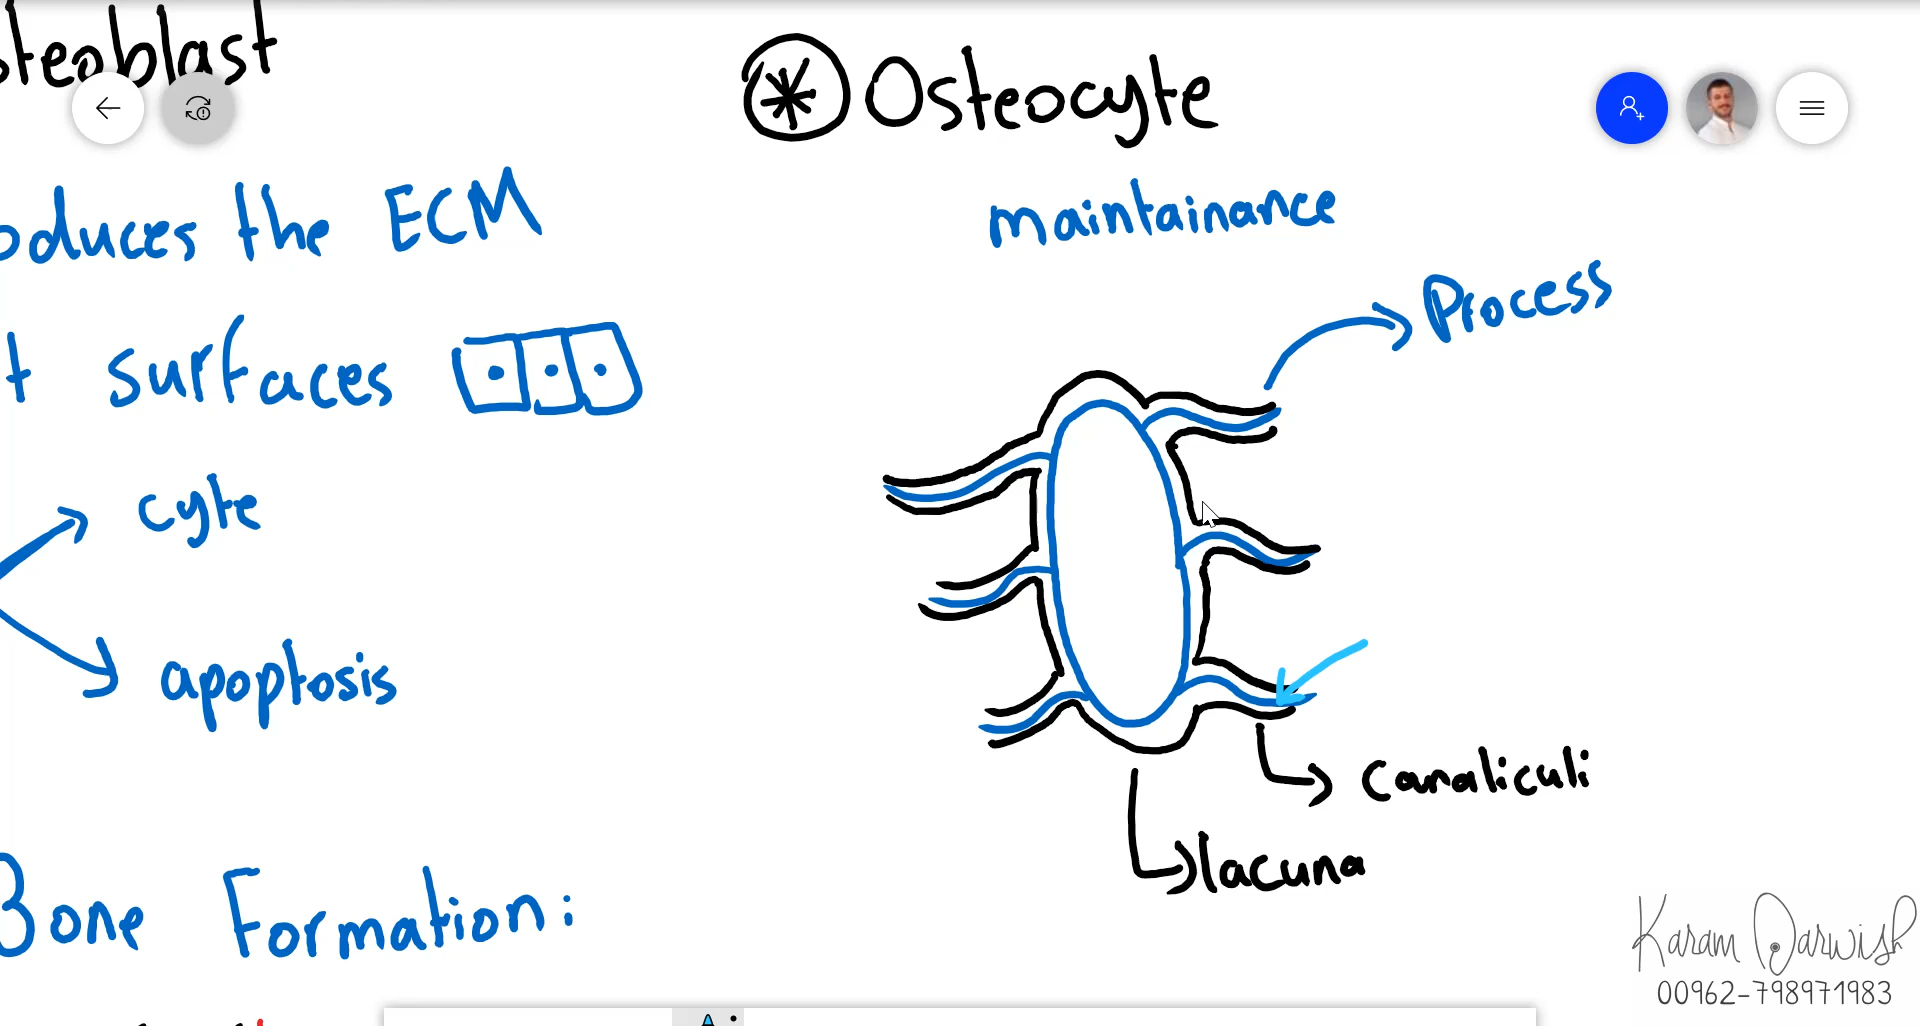 teoblast
Osteocyte
oduces the ECM
maintainance
Process
t surfaces
cyte
apoptosis
Canaliculi
lacuna
Bone Formation:
Karam Darwish
00962-798971983